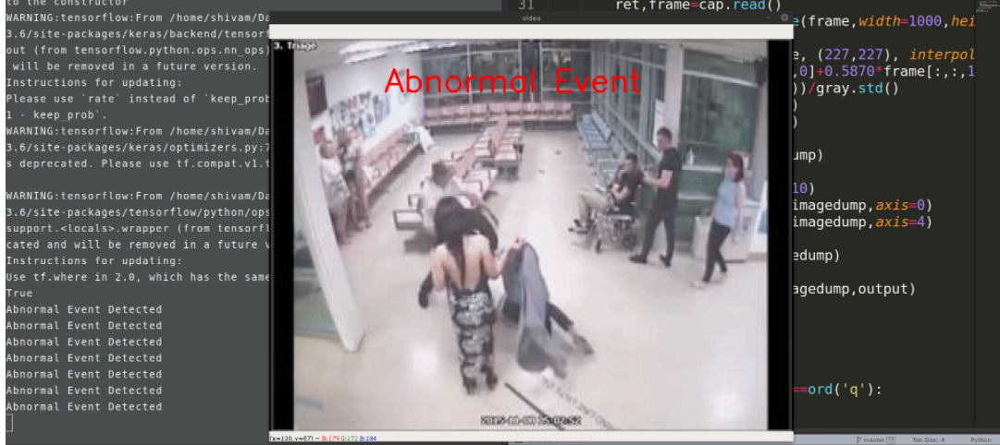 to the constructor
WARNING:tensorflow:From /home/shivam/Da
3.6/site-packages/keras/backend/tensorf
out (from tensorflow.python.ops.nn_ops)
will be removed in a future version.
Instructions for updating:
Please use `rate` instead of `keep_prob
1 - keep_prob`.
WARNING:tensorflow:From /home/shivam/Da
3.6/site-packages/keras/optimizers.py:7
s deprecated. Please use tf.compat.v1.t
WARNING:tensorflow:From /home/shivam/Da
3.6/site-packages/tensorflow/python/ops
support.<locals>.wrapper (from tensorfl
cated and will be removed in a future v
Instructions for updating:
Use tf.where in 2.0, which has the same
True
Abnormal Event Detected
Abnormal Event Detected
Abnormal Event Detected
Abnormal Event Detected
Abnormal Event Detected
Abnormal Event Detected
Abnormal Event Detected
video
3. Triage
Abnormal Event
(x=130, y=67) ~ R:179 G:172 B:184
31 ret,frame=cap.read()
e(frame,width=1000,hei
e, (227,227), interpol
,0]+0.5870*frame[:,:,1
))/gray.std()
)
)
ump)
10)
imagedump,axis=0)
imagedump,axis=4)
edump)
agedump,output)
==ord('q'):
master
Tab Size: 4
Python